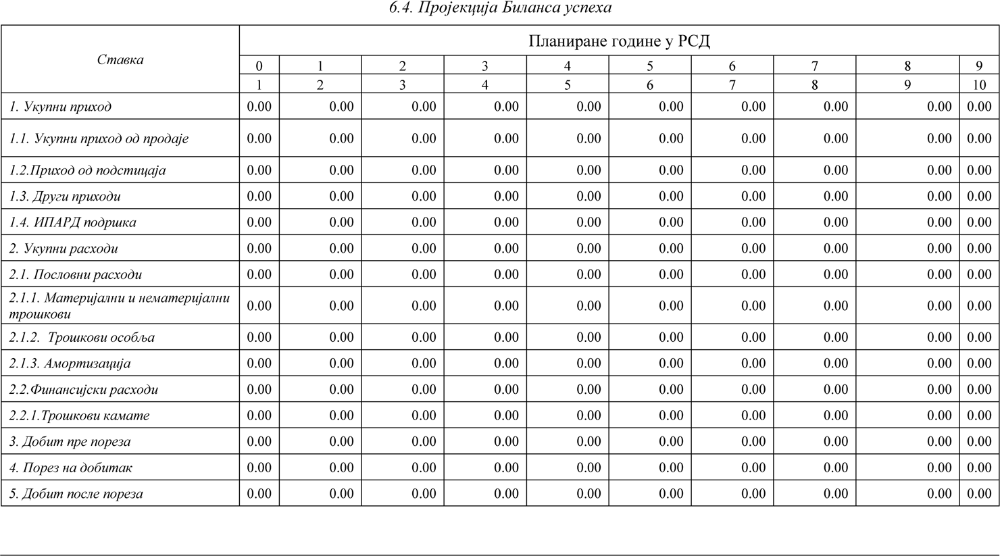 6.4. Пројекција Биланса успеха
Ставка
Планиране године у РСД
0 1 2 3 4 5 6 7 8 9
1 2 3 4 5 6 7 8 9 10
1. Укупни приход 0.00 0.00 0.00 0.00 0.00 0.00 0.00 0.00 0.00 0.00
1.1. Укупни приход од продаје 0.00 0.00 0.00 0.00 0.00 0.00 0.00 0.00 0.00 0.00
1.2.Приход од подстицаја 0.00 0.00 0.00 0.00 0.00 0.00 0.00 0.00 0.00 0.00
1.3. Други приходи 0.00 0.00 0.00 0.00 0.00 0.00 0.00 0.00 0.00 0.00
1.4. ИПАРД подршка 0.00 0.00 0.00 0.00 0.00 0.00 0.00 0.00 0.00 0.00
2. Укупни расходи 0.00 0.00 0.00 0.00 0.00 0.00 0.00 0.00 0.00 0.00
2.1. Пословни расходи 0.00 0.00 0.00 0.00 0.00 0.00 0.00 0.00 0.00 0.00
2.1.1. Материјални и нематеријални
трошкови 0.00 0.00 0.00 0.00 0.00 0.00 0.00 0.00 0.00 0.00
2.1.2. Трошкови особља 0.00 0.00 0.00 0.00 0.00 0.00 0.00 0.00 0.00 0.00
2.1.3. Амортизација 0.00 0.00 0.00 0.00 0.00 0.00 0.00 0.00 0.00 0.00
2.2.Финансијски расходи 0.00 0.00 0.00 0.00 0.00 0.00 0.00 0.00 0.00 0.00
2.2.1.Трошкови камате 0.00 0.00 0.00 0.00 0.00 0.00 0.00 0.00 0.00 0.00
3. Добит пре пореза 0.00 0.00 0.00 0.00 0.00 0.00 0.00 0.00 0.00 0.00
4. Порез на добитак 0.00 0.00 0.00 0.00 0.00 0.00 0.00 0.00 0.00 0.00
5. Добит после пореза 0.00 0.00 0.00 0.00 0.00 0.00 0.00 0.00 0.00 0.00